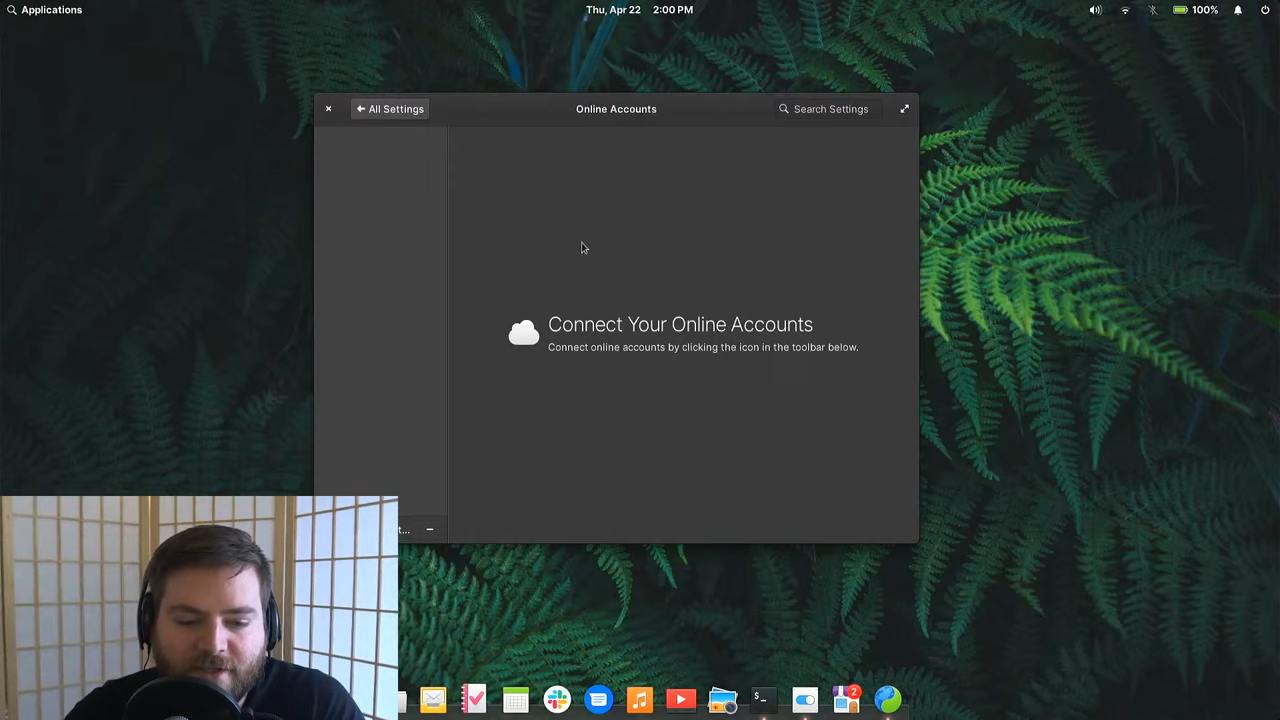 Applications
Thu, Apr 22 2:00 PM
100%
All Settings
Online Accounts
Search Settings
Connect Your Online Accounts
Connect online accounts by clicking the icon in the toolbar below.
t...
2